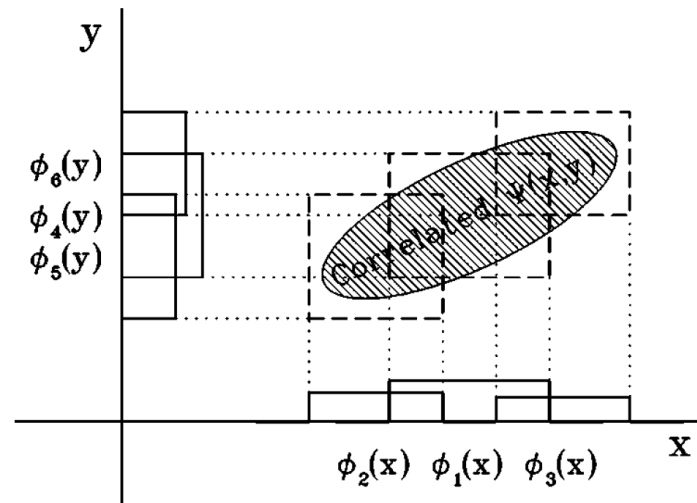 y
ϕ₆(y)
ϕ₄(y)
ϕ₅(y)
Correlated Ψ(x,y)
x
ϕ₂(x) ϕ₁(x) ϕ₃(x)